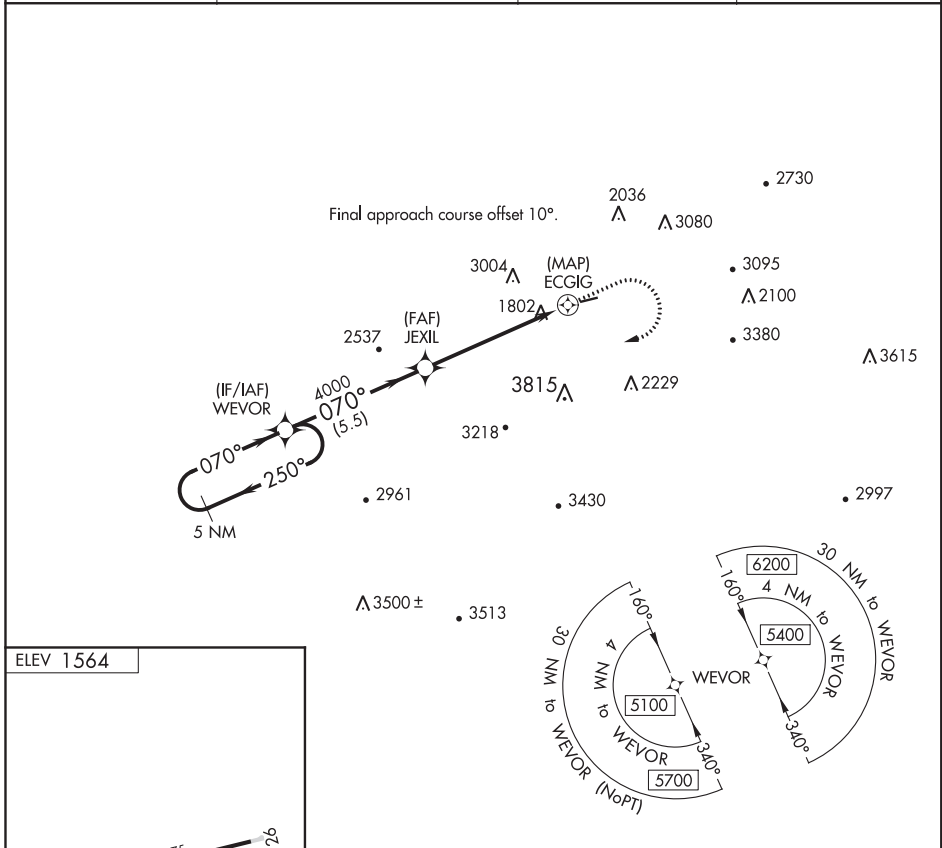 2730
2036
Final approach course offset 10°.
3080
3004
(MAP)
ECGIG
3095
1802
2100
(FAF)
JEXIL
2537
3380
3615
(IF/IAF)
WEVOR
4000
070°
(5.5)
3815
2229
3218
070°
250°
5 NM
2961
3430
2997
3500 ±
3513
30 NM to WEVOR
6200
160°
4 NM to WEVOR
5400
340°
160°
30 NM to WEVOR (NoPT)
4 NM to WEVOR
WEVOR
5100
340°
5700
ELEV 1564
26